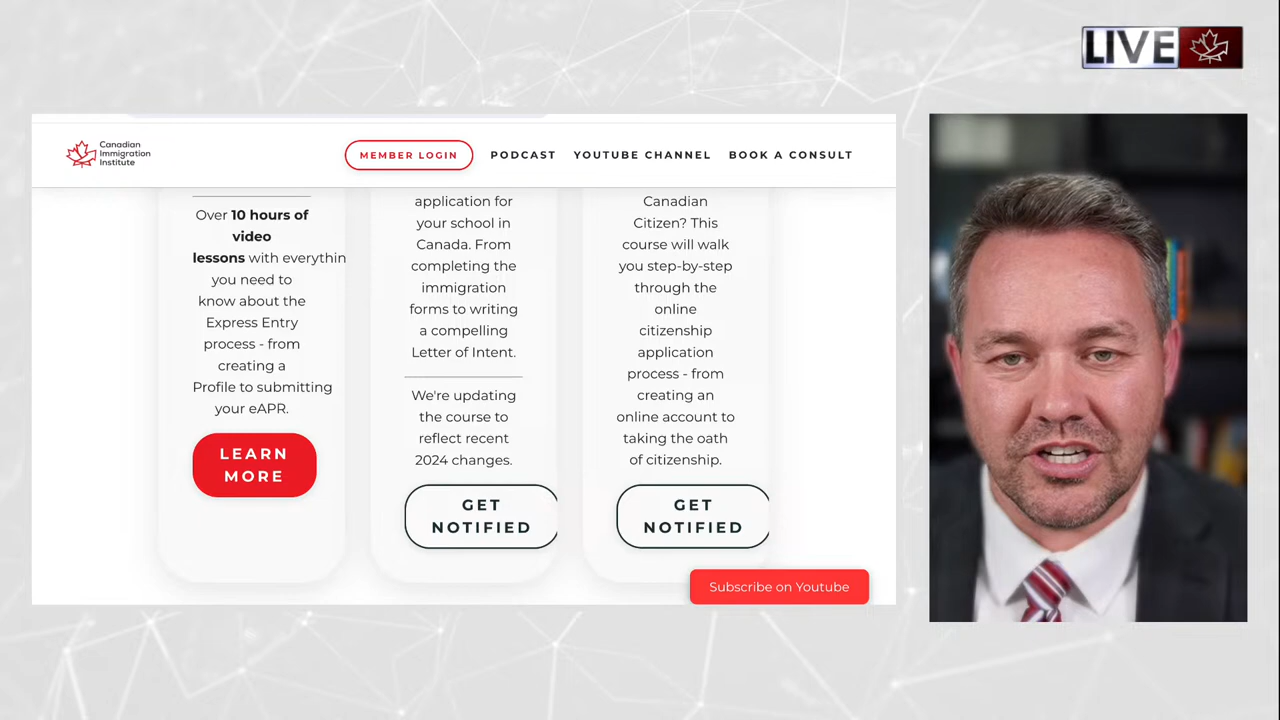 LIVE
Canadian
Immigration
Institute
MEMBER LOGIN
PODCAST
YOUTUBE CHANNEL
BOOK A CONSULT
Over 10 hours of
video
lessons with everythin
you need to
know about the
Express Entry
process - from
creating a
Profile to submitting
your eAPR.
LEARN
MORE
application for
your school in
Canada. From
completing the
immigration
forms to writing
a compelling
Letter of Intent.
We're updating
the course to
reflect recent
2024 changes.
GET
NOTIFIED
Canadian
Citizen? This
course will walk
you step-by-step
through the
online
citizenship
application
process - from
creating an
online account to
taking the oath
of citizenship.
GET
NOTIFIED
Subscribe on Youtube